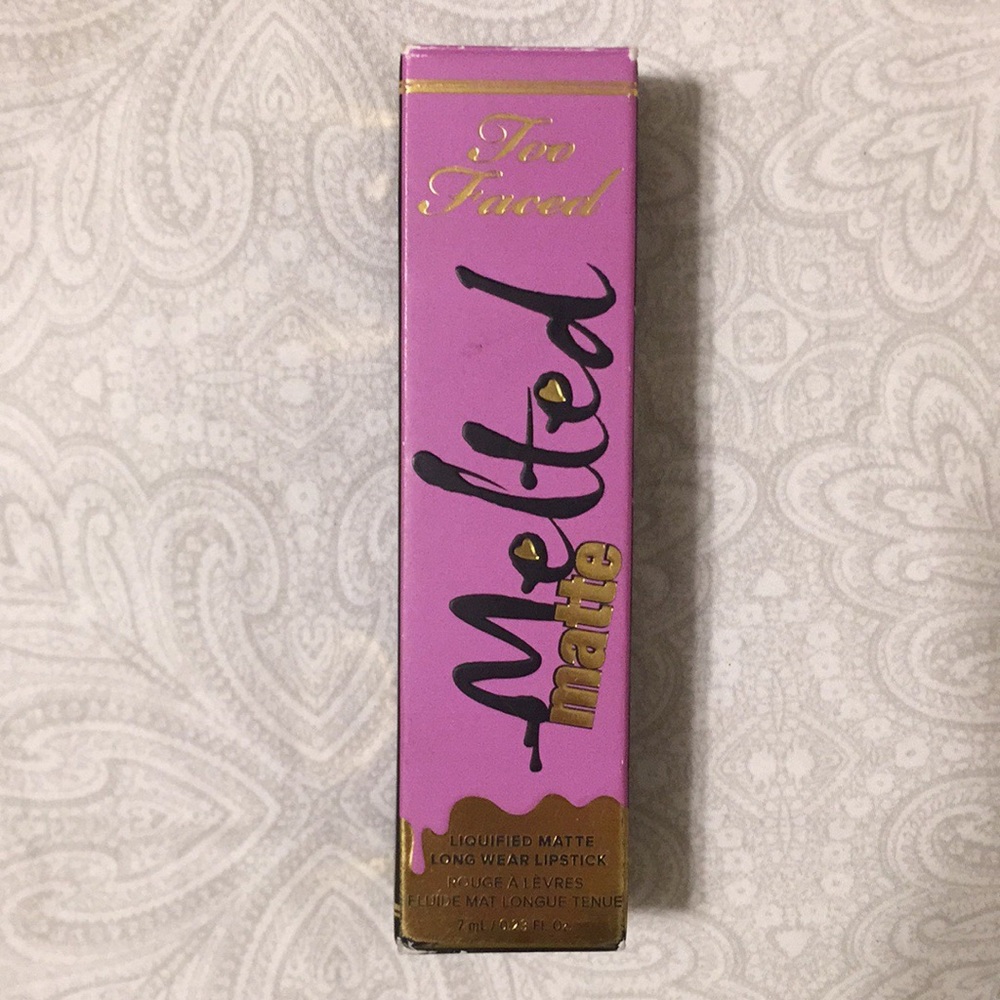 Too
Faced
Melted
matte
LIQUIFIED MATTE
LONG WEAR LIPSTICK
ROUGE À LÈVRES
FLUIDE MAT LONGUE TENUE
7 mL / 0.23 FL Oz.